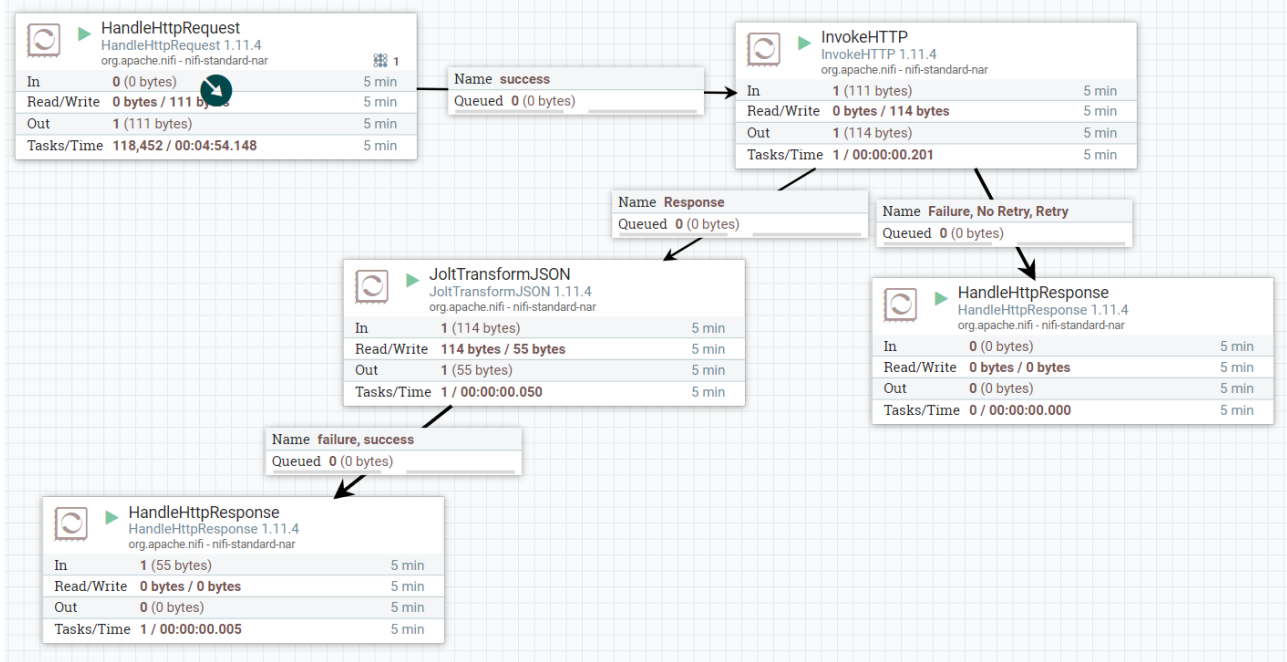 HandleHttpRequest
HandleHttpRequest 1.11.4
org.apache.nifi - nifi-standard-nar
1
In 0 (0 bytes) 5 min
Read/Write 0 bytes / 111 bytes 5 min
Out 1 (111 bytes) 5 min
Tasks/Time 118,452 / 00:04:54.148 5 min
Name success
Queued 0 (0 bytes)
InvokeHTTP
InvokeHTTP 1.11.4
org.apache.nifi - nifi-standard-nar
In 1 (111 bytes) 5 min
Read/Write 0 bytes / 114 bytes 5 min
Out 1 (114 bytes) 5 min
Tasks/Time 1 / 00:00:00.201 5 min
Name Response
Queued 0 (0 bytes)
Name Failure, No Retry, Retry
Queued 0 (0 bytes)
JoltTransformJSON
JoltTransformJSON 1.11.4
org.apache.nifi - nifi-standard-nar
In 1 (114 bytes) 5 min
Read/Write 114 bytes / 55 bytes 5 min
Out 1 (55 bytes) 5 min
Tasks/Time 1 / 00:00:00.050 5 min
HandleHttpResponse
HandleHttpResponse 1.11.4
org.apache.nifi - nifi-standard-nar
In 0 (0 bytes) 5 min
Read/Write 0 bytes / 0 bytes 5 min
Out 0 (0 bytes) 5 min
Tasks/Time 0 / 00:00:00.000 5 min
Name failure, success
Queued 0 (0 bytes)
HandleHttpResponse
HandleHttpResponse 1.11.4
org.apache.nifi - nifi-standard-nar
In 1 (55 bytes) 5 min
Read/Write 0 bytes / 0 bytes 5 min
Out 0 (0 bytes) 5 min
Tasks/Time 1 / 00:00:00.005 5 min